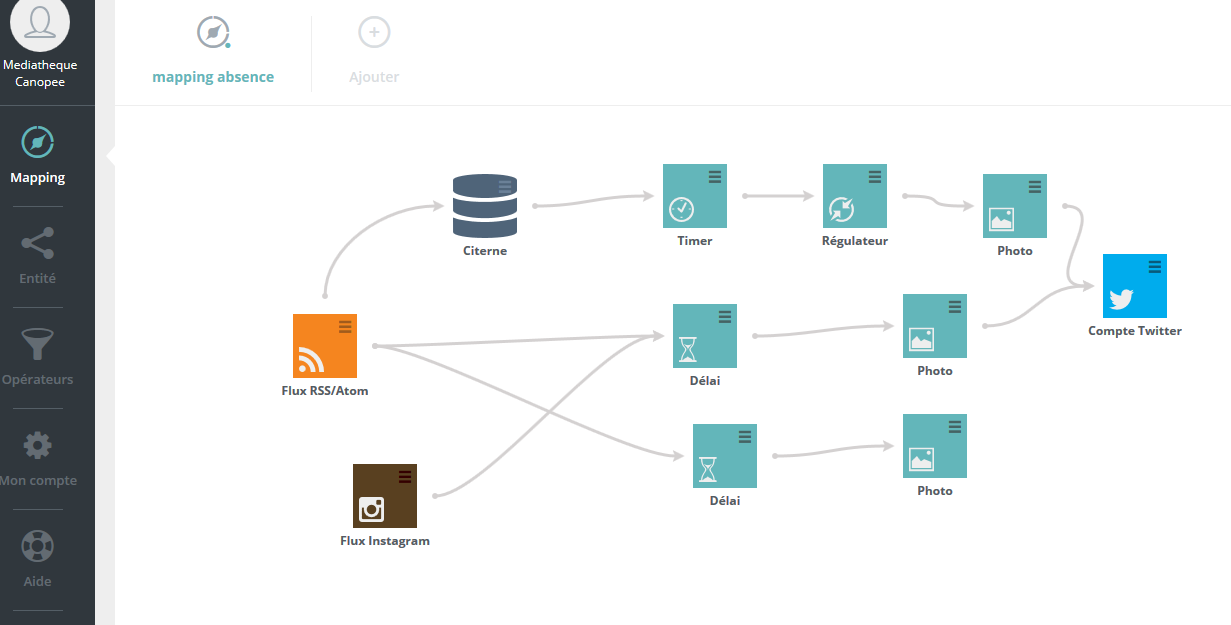 Mediatheque
Canopee
mapping absence
Ajouter
Mapping
Entité
Opérateurs
Mon compte
Aide
Citerne
Timer
Régulateur
Photo
Compte Twitter
Flux RSS/Atom
Délai
Photo
Délai
Photo
Flux Instagram